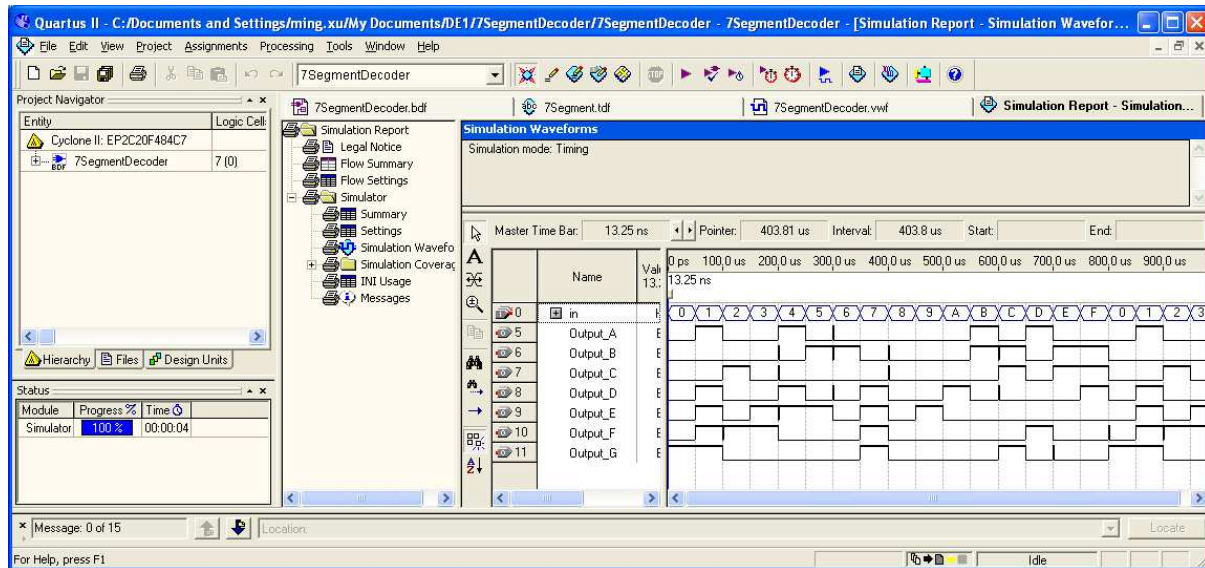 Quartus II - C:/Documents and Settings/ming.xu/My Documents/DE1/7SegmentDecoder/7SegmentDecoder - 7SegmentDecoder - [Simulation Report - Simulation Wavefor...
File Edit View Project Assignments Processing Tools Window Help
7SegmentDecoder
STOP
Project Navigator
Entity Logic Cell
Cyclone II: EP2C20F484C7
BDF 7SegmentDecoder 7 (0)
Hierarchy Files Design Units
Status
Module Progress % Time
Simulator 100 % 00:00:04
7SegmentDecoder.bdf 7Segment.tdf 7SegmentDecoder.vwf Simulation Report - Simulation...
Simulation Report
Legal Notice
Flow Summary
Flow Settings
Simulator
Summary
Settings
Simulation Wavefo
Simulation Coverag
INI Usage
Messages
Simulation Waveforms
Simulation mode: Timing
Master Time Bar: 13.25 ns Pointer: 403.81 us Interval: 403.8 us Start: End:
Name Valu 13.2 0 ps 100.0 us 200.0 us 300.0 us 400.0 us 500.0 us 600.0 us 700.0 us 800.0 us 900.0 us
13.25 ns
0 in 0 1 2 3 4 5 6 7 8 9 A B C D E F 0 1 2 3
5 Output_A
6 Output_B
7 Output_C
8 Output_D
9 Output_E
10 Output_F
11 Output_G
Message: 0 of 15 Location: Locate
For Help, press F1 Idle